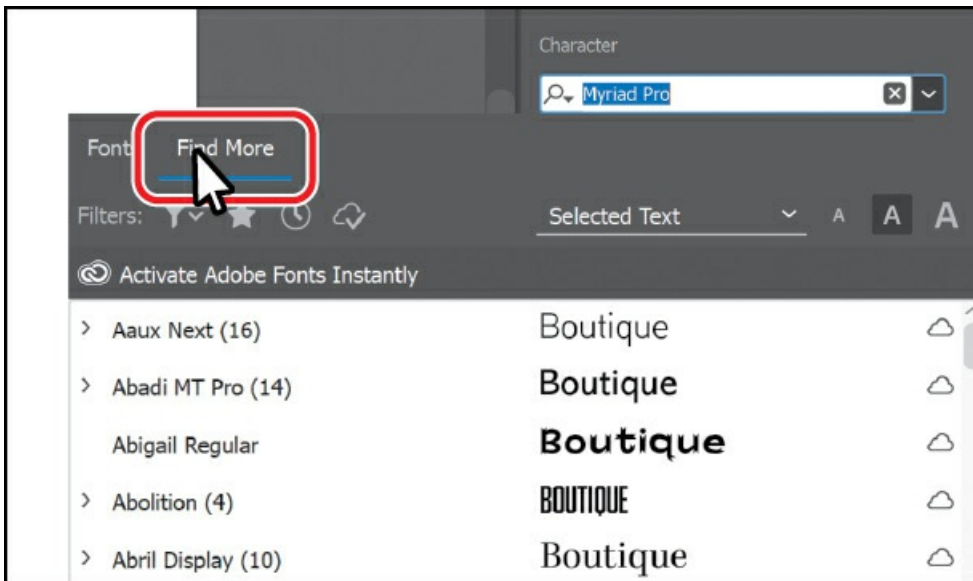 Character
Myriad Pro
Font Find More
Filters: Selected Text A A A
Activate Adobe Fonts Instantly
Aaux Next (16) Boutique
Abadi MT Pro (14) Boutique
Abigail Regular Boutique
Abolition (4) BOUTIQUE
Abril Display (10) Boutique